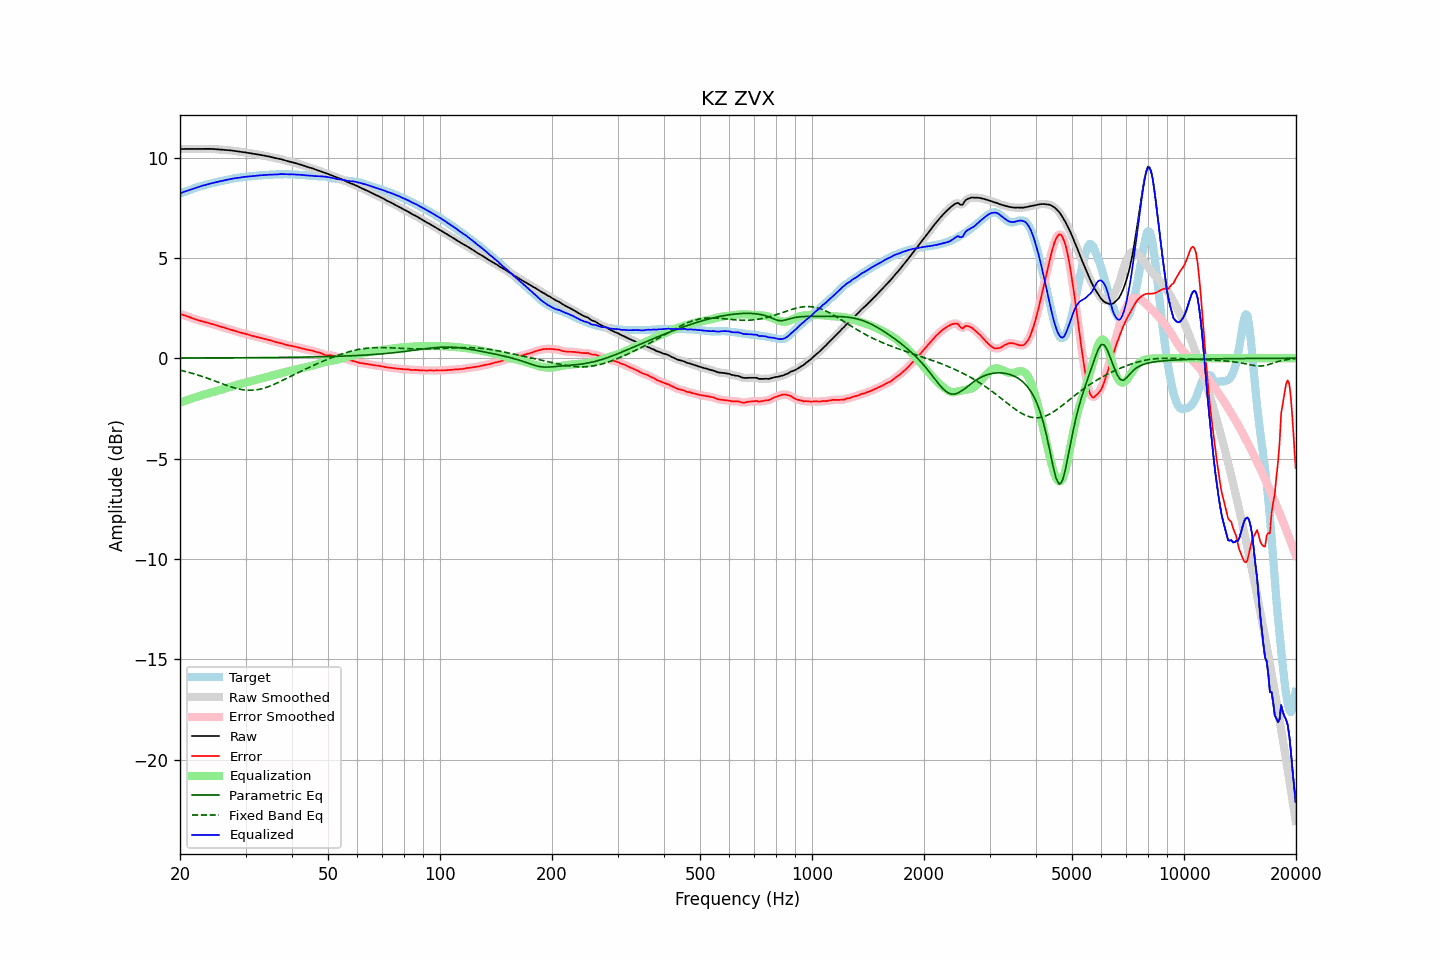 KZ ZVX
Amplitude (dBr)
10
5
0
−5
−10
−15
−20
Target
Raw Smoothed
Error Smoothed
Raw
Error
Equalization
Parametric Eq
Fixed Band Eq
Equalized
20 50 100 200 500 1000 2000 5000 10000 20000
Frequency (Hz)